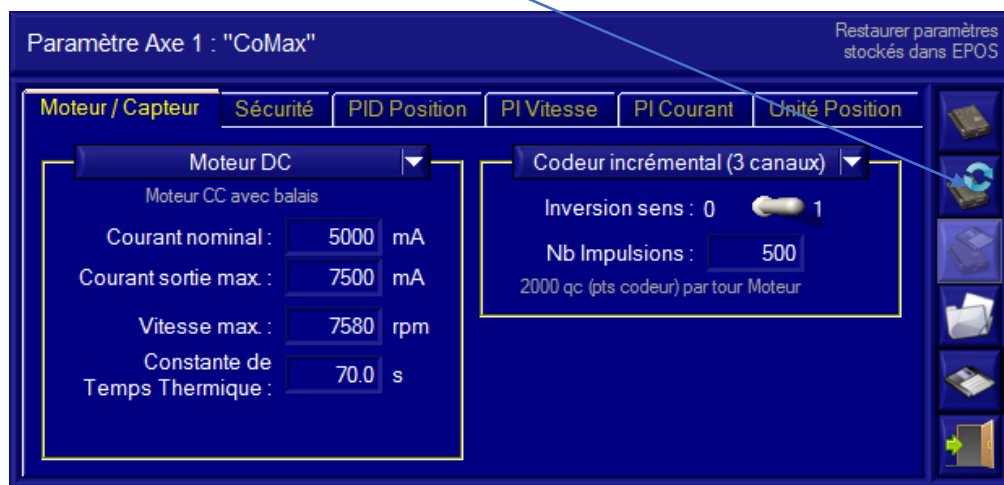 Paramètre Axe 1 : "CoMax"
Restaurer paramètres
stockés dans EPOS
Moteur / Capteur
Sécurité
PID Position
PI Vitesse
PI Courant
Unité Position
Moteur DC
Moteur CC avec balais
Courant nominal : 5000 mA
Courant sortie max. : 7500 mA
Vitesse max. : 7580 rpm
Constante de
Temps Thermique : 70.0 s
Codeur incrémental (3 canaux)
Inversion sens : 0 1
Nb Impulsions : 500
2000 qc (pts codeur) par tour Moteur